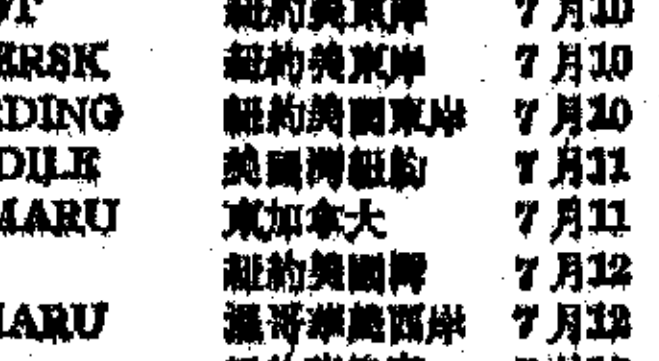 紐約美東岸 7月10
ERSK 紐約美東岸 7月10
DING 紐約美國東岸 7月10
DILE 美國灣紐約 7月11
MARU 東加拿大 7月11
紐約美國灣 7月12
MARU 溫哥華美西岸 7月12